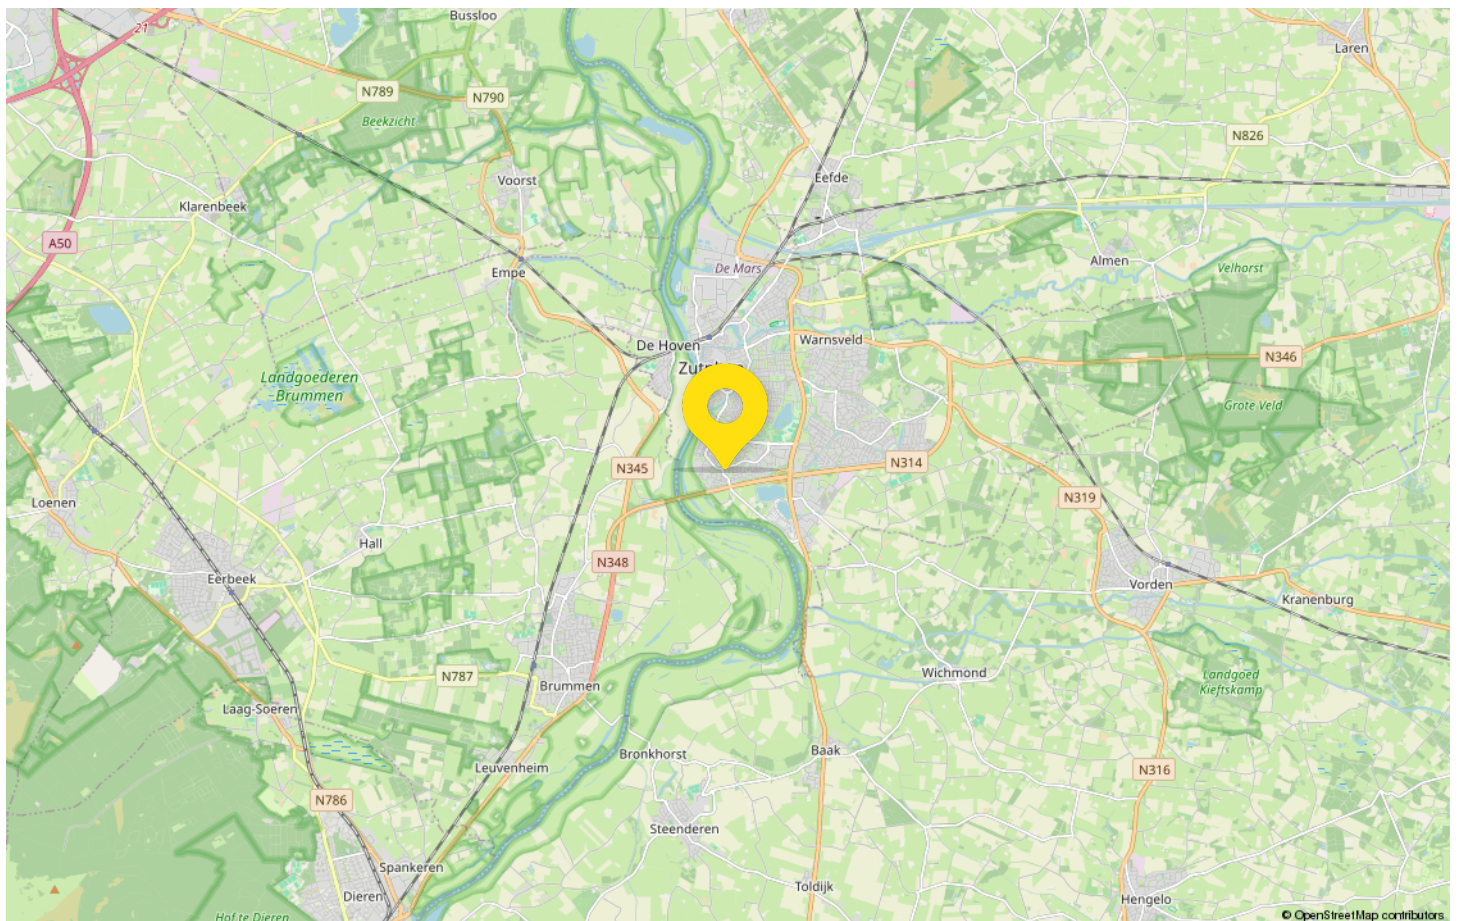 Bussloo
21
Laren
N789
N790
Beekzicht
N826
Voorst
Eefde
Klarenbeek
A50
Empe
De Mars
Almen
Velhorst
De Hoven
Warnsveld
N346
Landgoederen
Brummen
Grote Veld
N345
N314
N319
Loenen
Hall
N348
Eerbeek
Vorden
Kranenburg
N787
Brummen
Wichmond
Landgoed
Kieftskamp
Laag-Soeren
Bronkhorst
Baak
Leuvenheim
N316
N786
Steenderen
Spankeren
Dieren
Toldijk
Hengelo
Hof te Dieren
© OpenStreetMap contributors